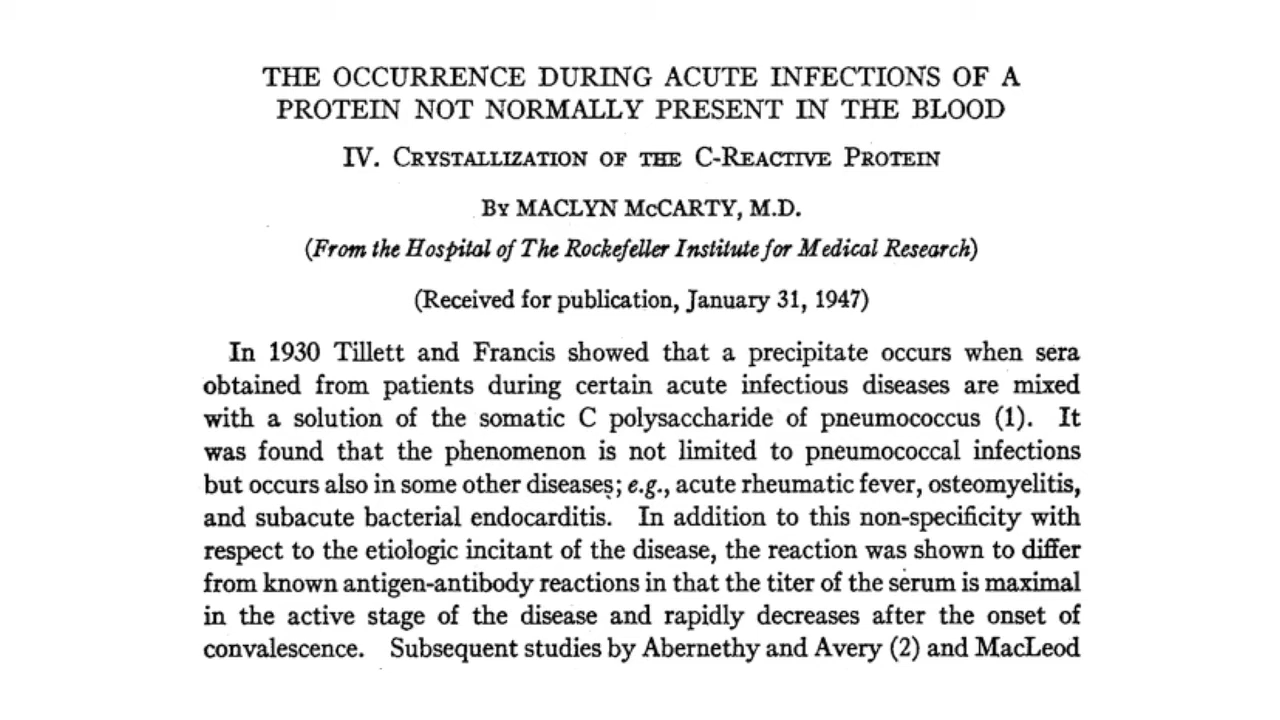 THE OCCURRENCE DURING ACUTE INFECTIONS OF A
PROTEIN NOT NORMALLY PRESENT IN THE BLOOD
IV. CRYSTALLIZATION OF THE C-REACTIVE PROTEIN
BY MACLYN McCARTY, M.D.
(From the Hospital of The Rockefeller Institute for Medical Research)
(Received for publication, January 31, 1947)
In 1930 Tillett and Francis showed that a precipitate occurs when sera
obtained from patients during certain acute infectious diseases are mixed
with a solution of the somatic C polysaccharide of pneumococcus (1). It
was found that the phenomenon is not limited to pneumococcal infections
but occurs also in some other diseases; e.g., acute rheumatic fever, osteomyelitis,
and subacute bacterial endocarditis. In addition to this non-specificity with
respect to the etiologic incitant of the disease, the reaction was shown to differ
from known antigen-antibody reactions in that the titer of the serum is maximal
in the active stage of the disease and rapidly decreases after the onset of
convalescence. Subsequent studies by Abernethy and Avery (2) and MacLeod